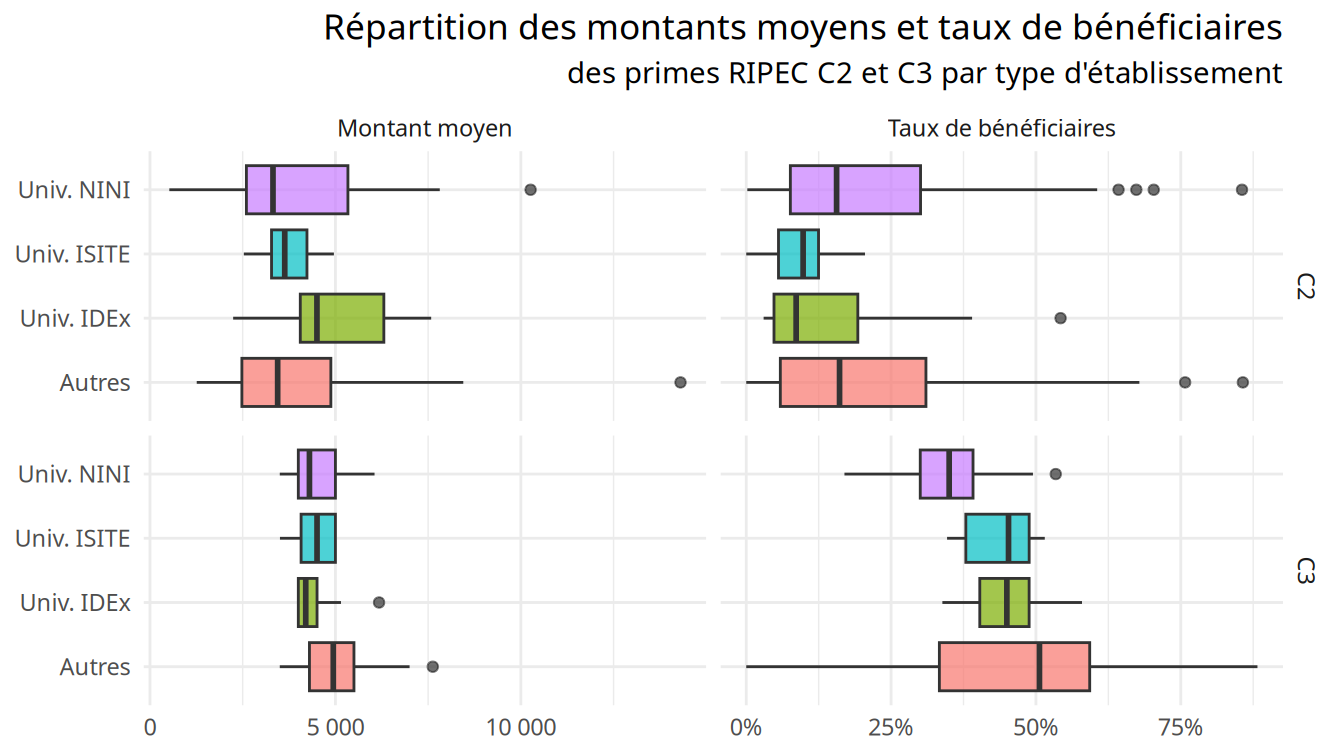 Répartition des montants moyens et taux de bénéficiaires
des primes RIPEC C2 et C3 par type d'établissement
Montant moyen
Taux de bénéficiaires
Univ. NINI
Univ. ISITE
Univ. IDEx
Autres
C2
Univ. NINI
Univ. ISITE
Univ. IDEx
Autres
C3
0
5 000
10 000
0%
25%
50%
75%